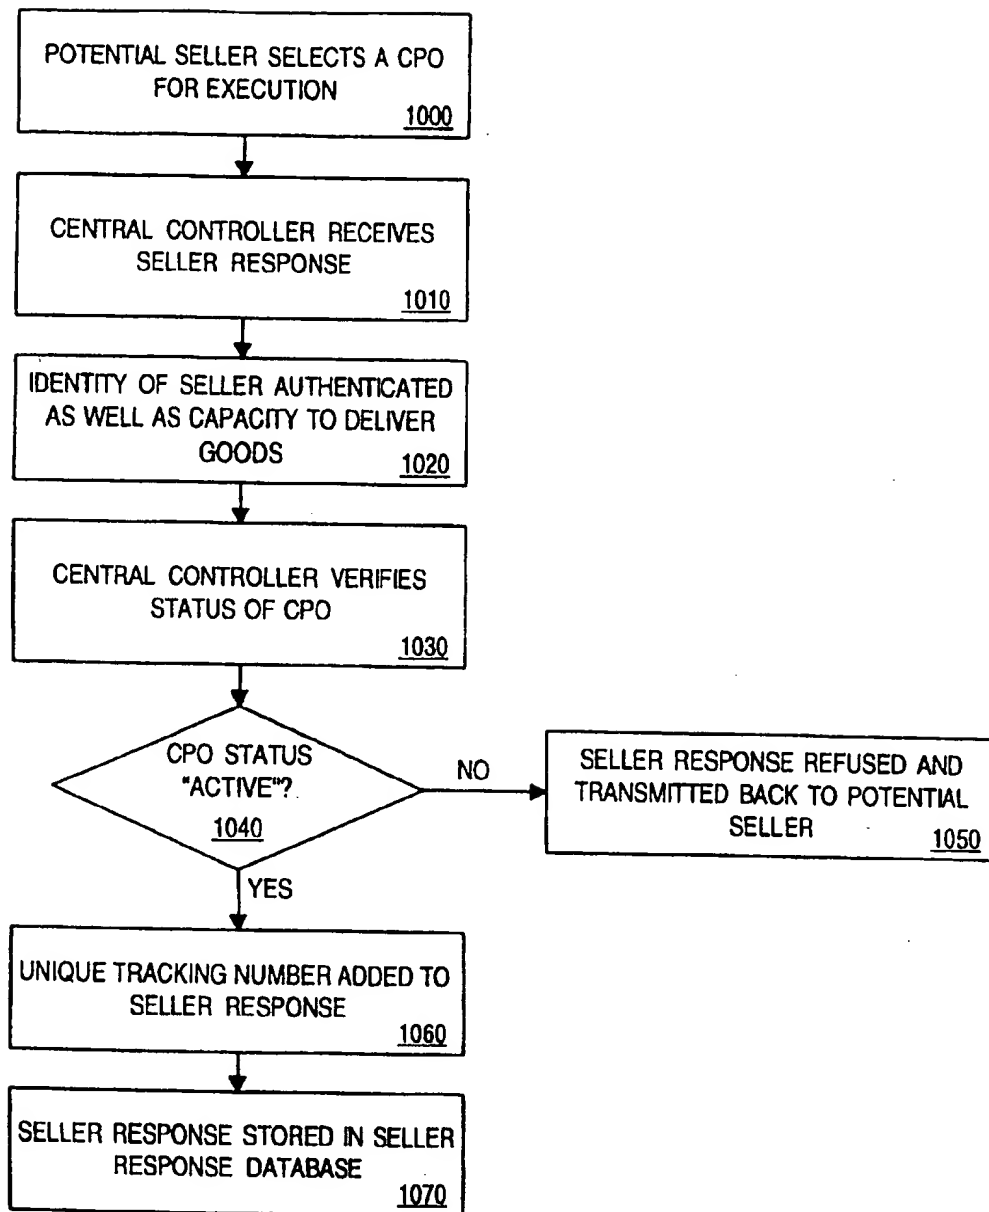 POTENTIAL SELLER SELECTS A CPO
FOR EXECUTION
1000
CENTRAL CONTROLLER RECEIVES
SELLER RESPONSE
1010
IDENTITY OF SELLER AUTHENTICATED
AS WELL AS CAPACITY TO DELIVER
GOODS
1020
CENTRAL CONTROLLER VERIFIES
STATUS OF CPO
1030
CPO STATUS
"ACTIVE"?
1040
NO
SELLER RESPONSE REFUSED AND
TRANSMITTED BACK TO POTENTIAL
SELLER
1050
YES
UNIQUE TRACKING NUMBER ADDED TO
SELLER RESPONSE
1060
SELLER RESPONSE STORED IN SELLER
RESPONSE DATABASE
1070